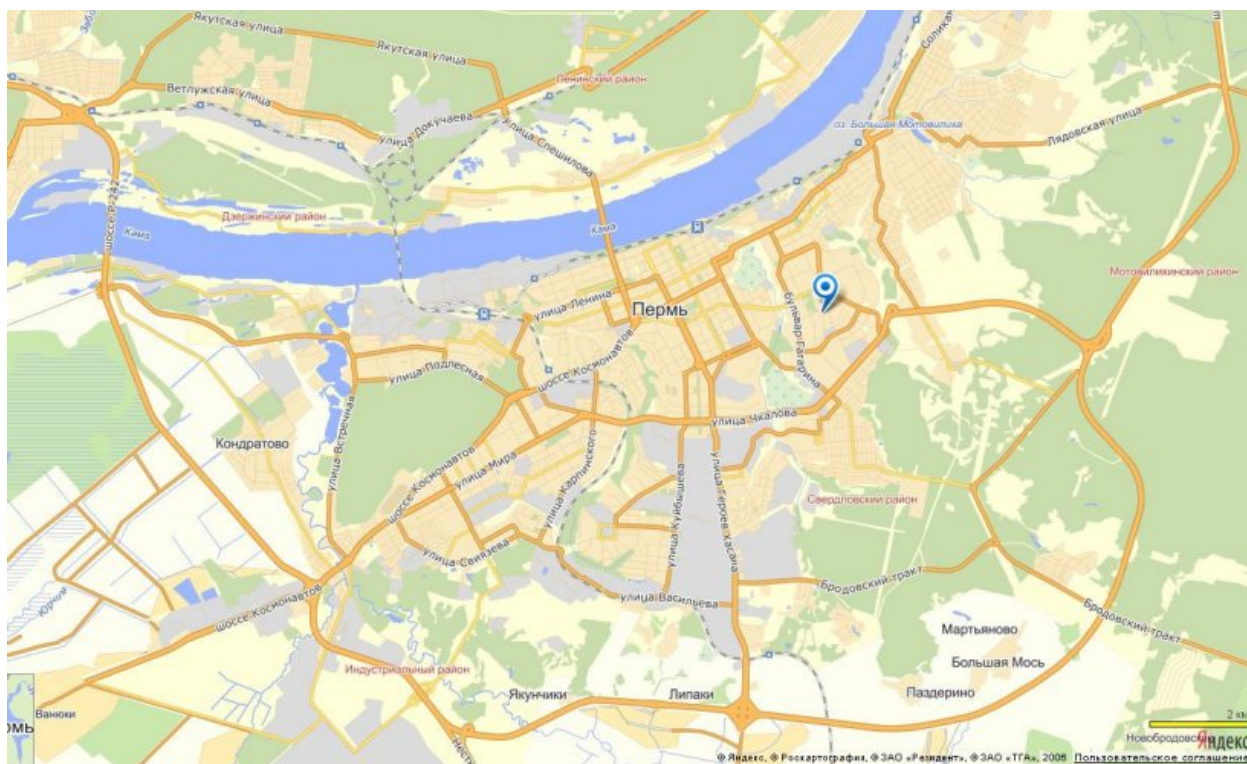 Якутская улица
Якутская улица
Соликам
Ленинский район
Ветлужская улица
улица Докучаева
улица Спешилова
оз. Большая Мотовилиха
Лядовская улица
шоссе Р-242
Дзержинский район
Кама
Кама
Мотовилихинский район
улица Ленина
Пермь
бульвар Гагарина
шоссе Космонавтов
улица Подлесная
улица Чкалова
Кондратово
улица Встречная
шоссе Космонавтов
улица Мира
улица Карпинского
улица Куйбышева
улица Героев Хасана
Свердловский район
улица Свиязева
Бродовский тракт
шоссе Космонавтов
улица Васильева
Бродовский тракт
Мартьяново
Большая Мось
Индустриальный район
Якунчики
Липаки
Паздерино
Ванюки
2 км
Яндекс
© Яндекс, © Роскартография, © ЗАО «Резидент», © ЗАО «ТГА», 2008 Пользовательское соглашение